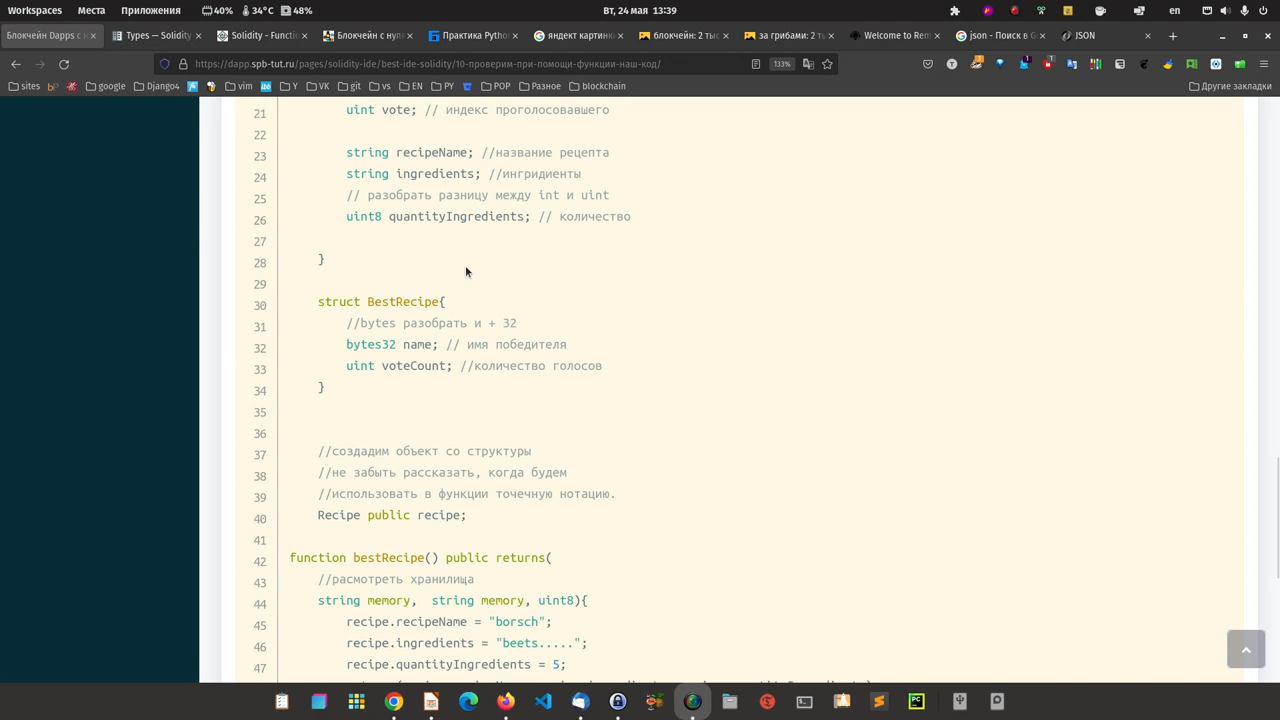 Workspaces Места Приложения 40% 34°C 48% ВТ, 24 мая 13:39 en
Блокчейн Dapps с н Types — Solidity Solidity - Functio Блокчейн с нул Практика Python яндект картинк блокчейн: 2 ты за грибами: 2 ты Welcome to Rem json - Поиск в G JSON
https://dapp.spb-tut.ru/pages/solidity-ide/best-ide-solidity/10-проверим-при-помощи-функции-наш-код/ 133%
sites google Django4 vim Y VK git vs EN PY POP Разное blockchain Другие закладки
21 uint vote; // индекс проголосовавшего
22
23 string recipeName; //название рецепта
24 string ingredients; //ингридиенты
25 // разобрать разницу между int и uint
26 uint8 quantityIngredients; // количество
27
28 }
29
30 struct BestRecipe{
31 //bytes разобрать и + 32
32 bytes32 name; // имя победителя
33 uint voteCount; //количество голосов
34 }
35
36
37 //создадим объект со структуры
38 //не забыть рассказать, когда будем
39 //использовать в функции точечную нотацию.
40 Recipe public recipe;
41
42 function bestRecipe() public returns(
43 //расмотреть хранилища
44 string memory, string memory, uint8){
45 recipe.recipeName = "borsch";
46 recipe.ingredients = "beets.....";
47 recipe.quantityIngredients = 5;